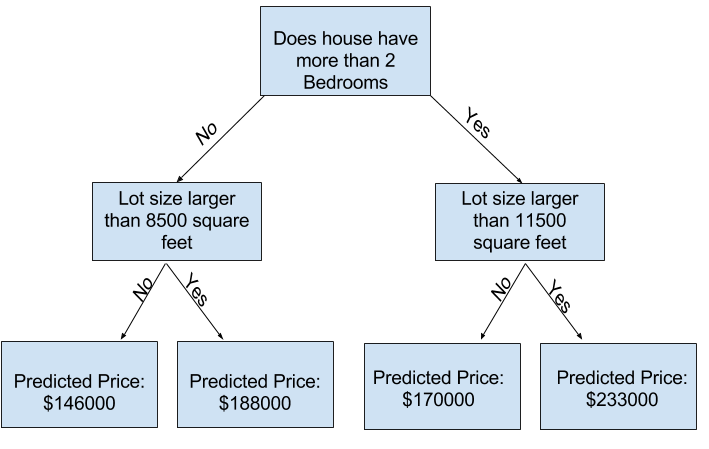 Does house have
more than 2
Bedrooms
No
Yes
Lot size larger
than 8500 square
feet
Lot size larger
than 11500
square feet
No
Yes
No
Yes
Predicted Price:
$146000
Predicted Price:
$188000
Predicted Price:
$170000
Predicted Price:
$233000